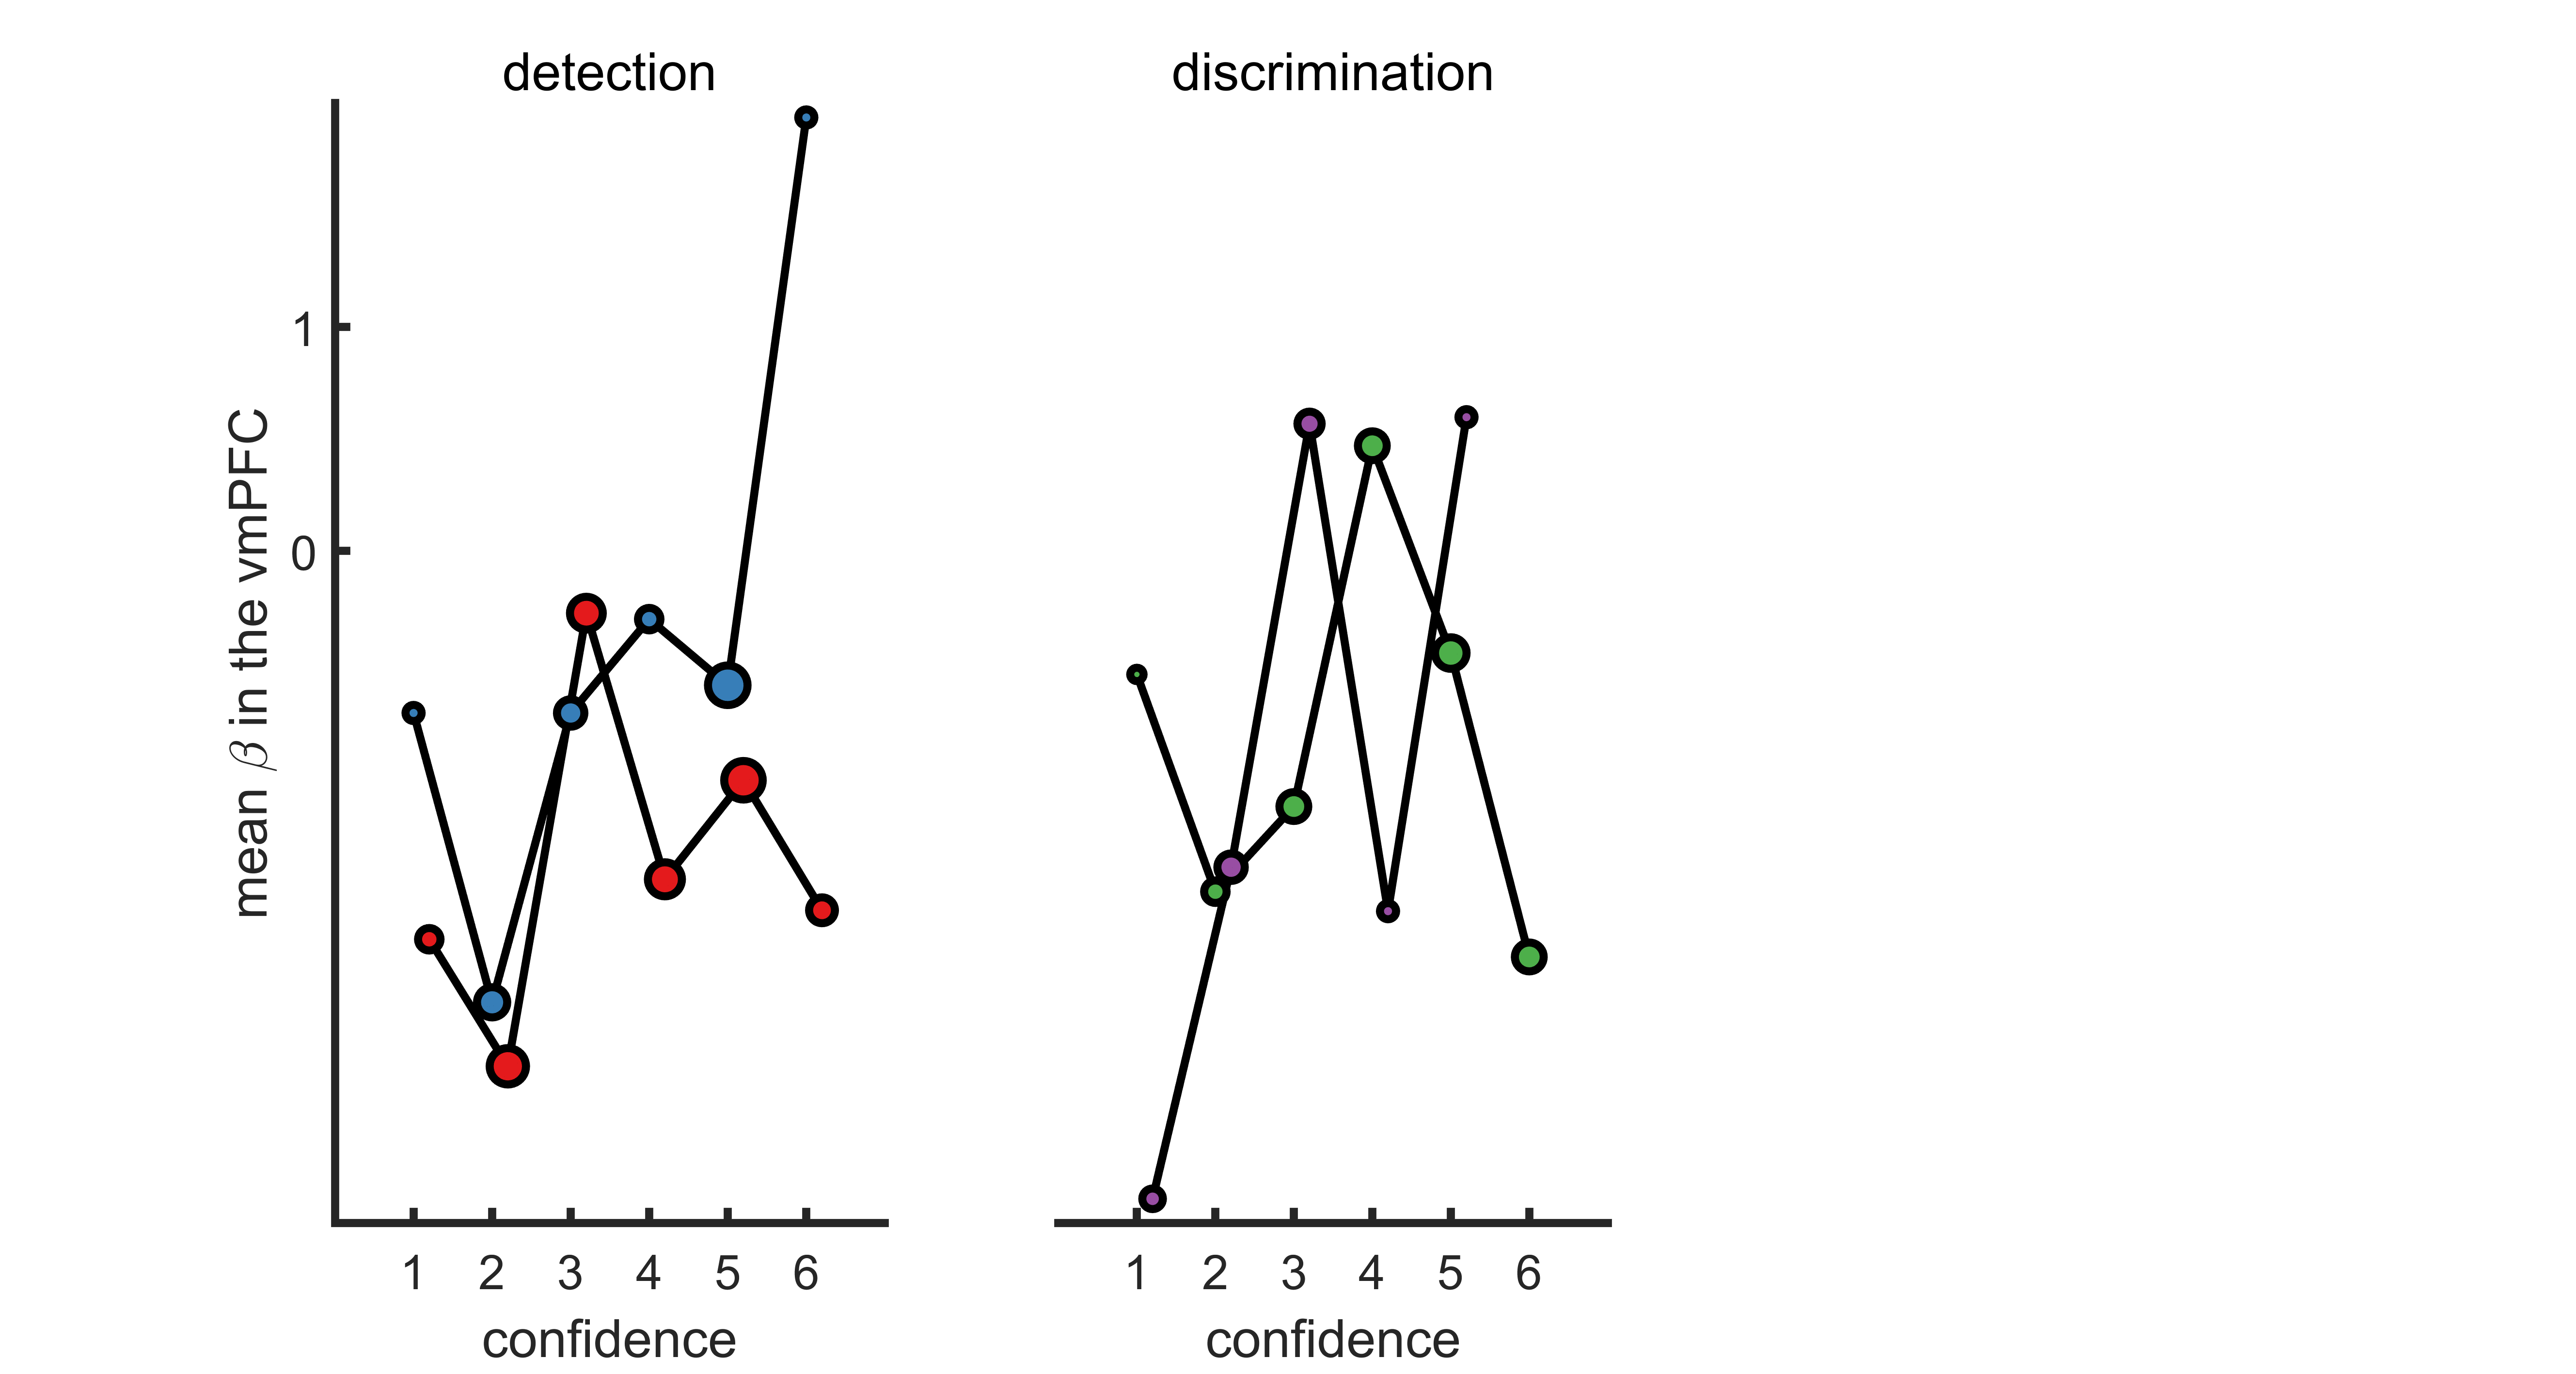 detection
discrimination
mean β in the vmPFC
1
0
1 2 3 4 5 6
1 2 3 4 5 6
confidence
confidence